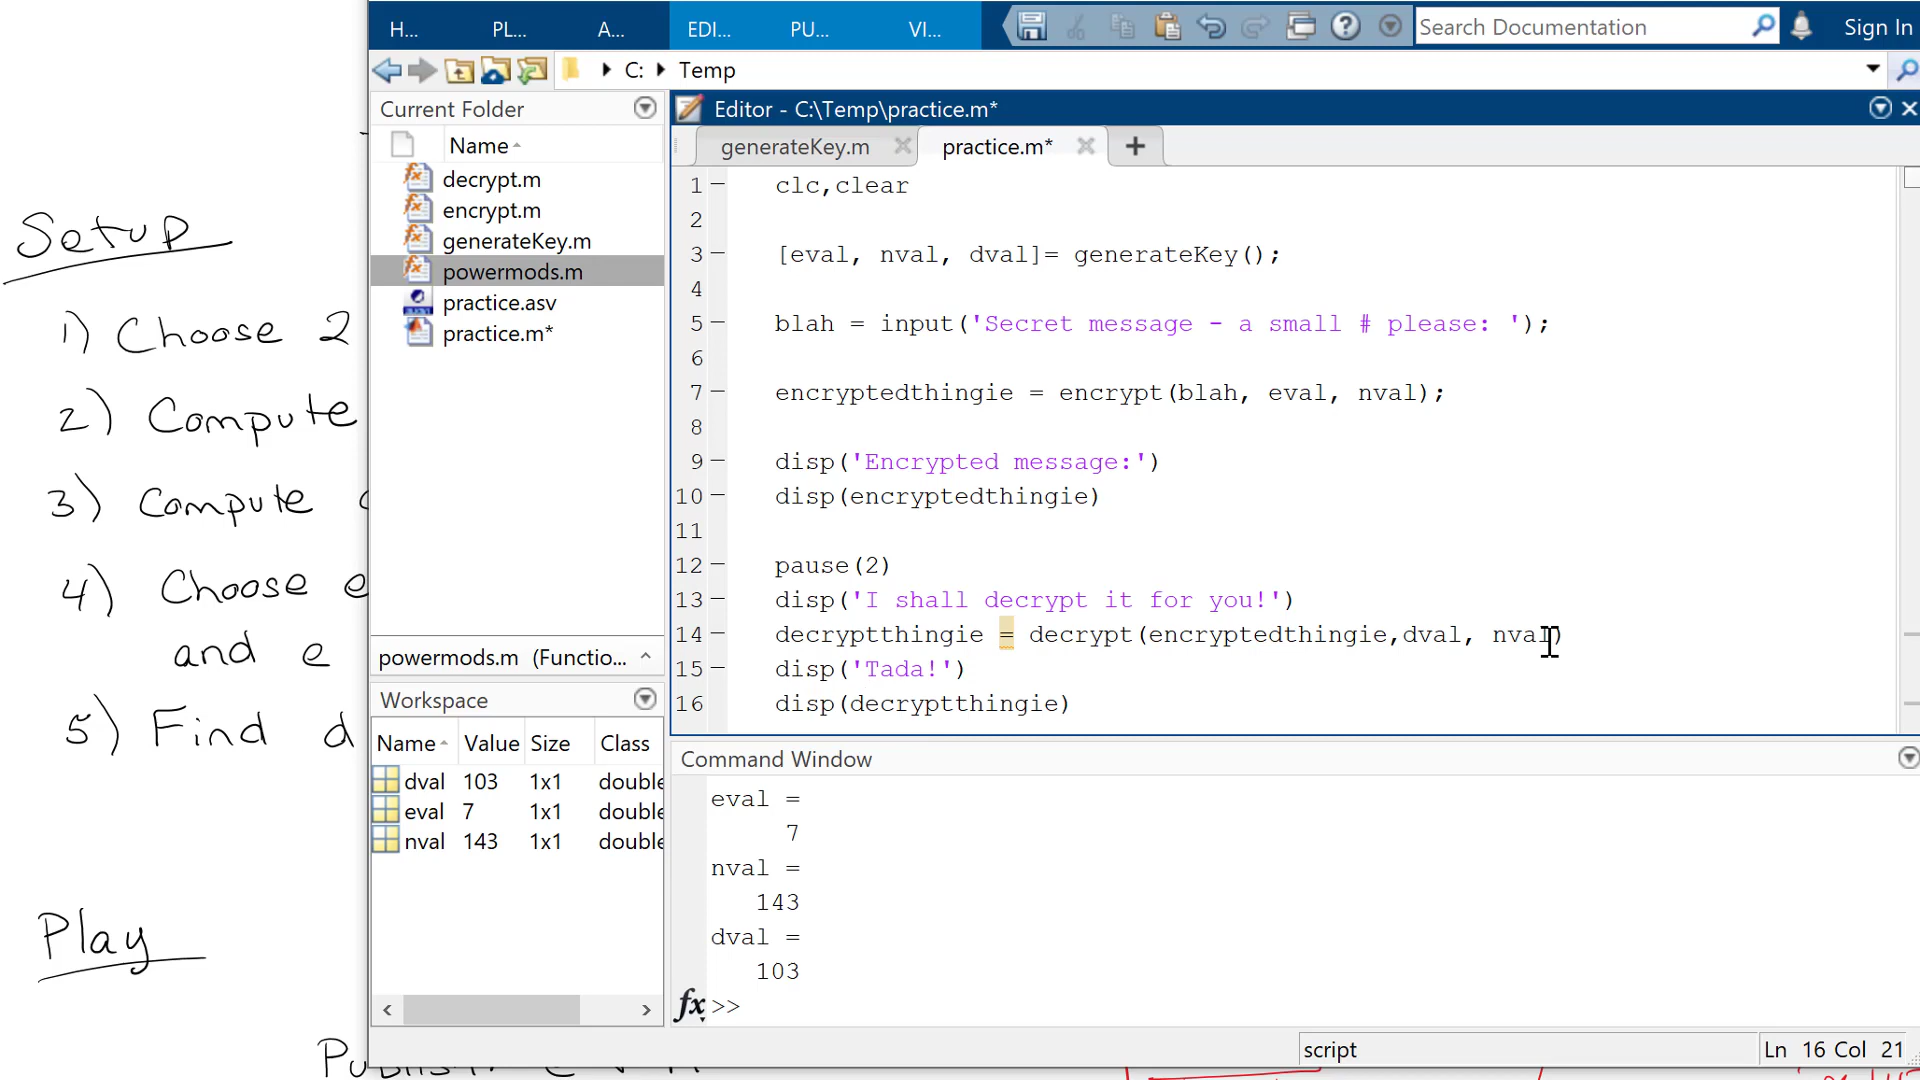 H... PL... A... EDI... PU... VI... Search Documentation Sign In
C: Temp
Current Folder
Name
decrypt.m
encrypt.m
generateKey.m
powermods.m
practice.asv
practice.m*
powermods.m (Functio...
Workspace
Name Value Size Class
dval 103 1x1 double
eval 7 1x1 double
nval 143 1x1 double
Editor - C:\Temp\practice.m*
generateKey.m practice.m* +
1 clc,clear
2
3 [eval, nval, dval]= generateKey();
4
5 blah = input('Secret message - a small # please: ');
6
7 encryptedthingie = encrypt(blah, eval, nval);
8
9 disp('Encrypted message:')
10 disp(encryptedthingie)
11
12 pause(2)
13 disp('I shall decrypt it for you!')
14 decryptthingie = decrypt(encryptedthingie,dval, nval)
15 disp('Tada!')
16 disp(decryptthingie)
Command Window
eval =
7
nval =
143
dval =
103
fx >>
script Ln 16 Col 21
Setup
1) Choose 2
2) Compute
3) Compute
4) Choose e
and e
5) Find d
Play